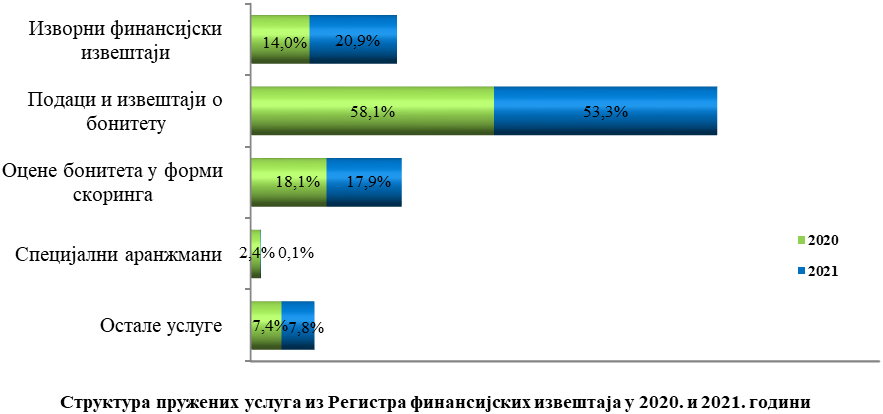 Изворни финансијски
извештаји
14,0% 20,9%
Подаци и извештаји о
бонитету
58,1% 53,3%
Оцене бонитета у форми
скоринга
18,1% 17,9%
Специјални аранжмани
2,4% 0,1%
Остале услуге
7,4% 7,8%
2020
2021
Структура пружених услуга из Регистра финансијских извештаја у 2020. и 2021. години